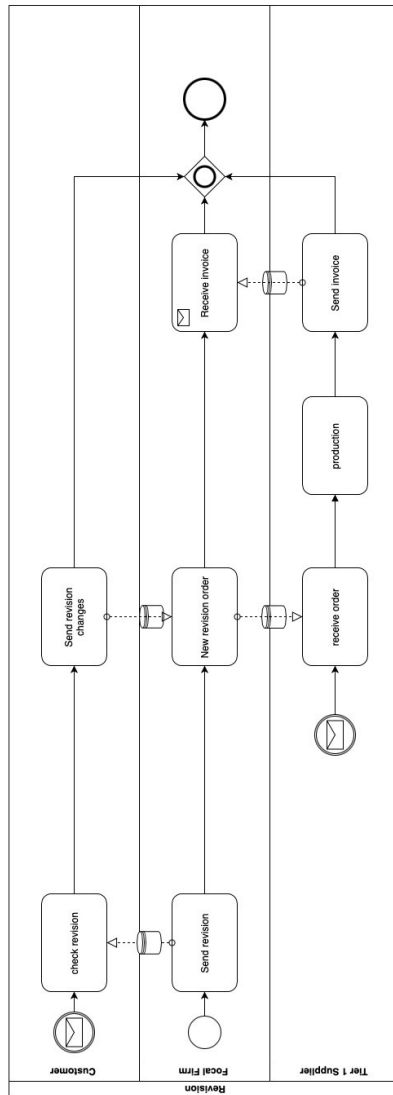 Revision
Customer
check revision
Send revision
changes
Focal Firm
Send revision
New revision order
Receive invoice
Tier 1 Supplier
receive order
production
Send invoice